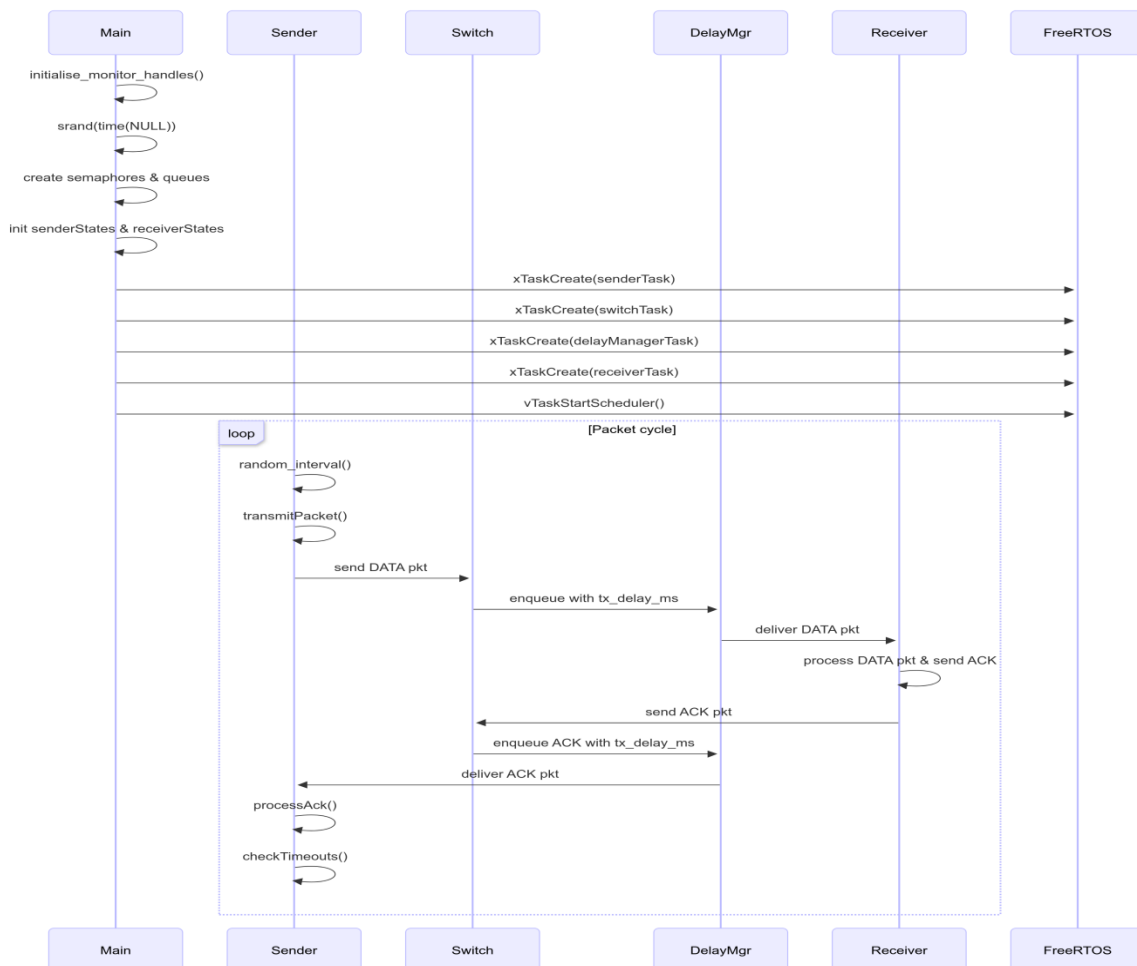 Main
Sender
Switch
DelayMgr
Receiver
FreeRTOS
initialise_monitor_handles()
srand(time(NULL))
create semaphores & queues
init senderStates & receiverStates
xTaskCreate(senderTask)
xTaskCreate(switchTask)
xTaskCreate(delayManagerTask)
xTaskCreate(receiverTask)
vTaskStartScheduler()
loop
[Packet cycle]
random_interval()
transmitPacket()
send DATA pkt
enqueue with tx_delay_ms
deliver DATA pkt
process DATA pkt & send ACK
send ACK pkt
enqueue ACK with tx_delay_ms
deliver ACK pkt
processAck()
checkTimeouts()
Main
Sender
Switch
DelayMgr
Receiver
FreeRTOS